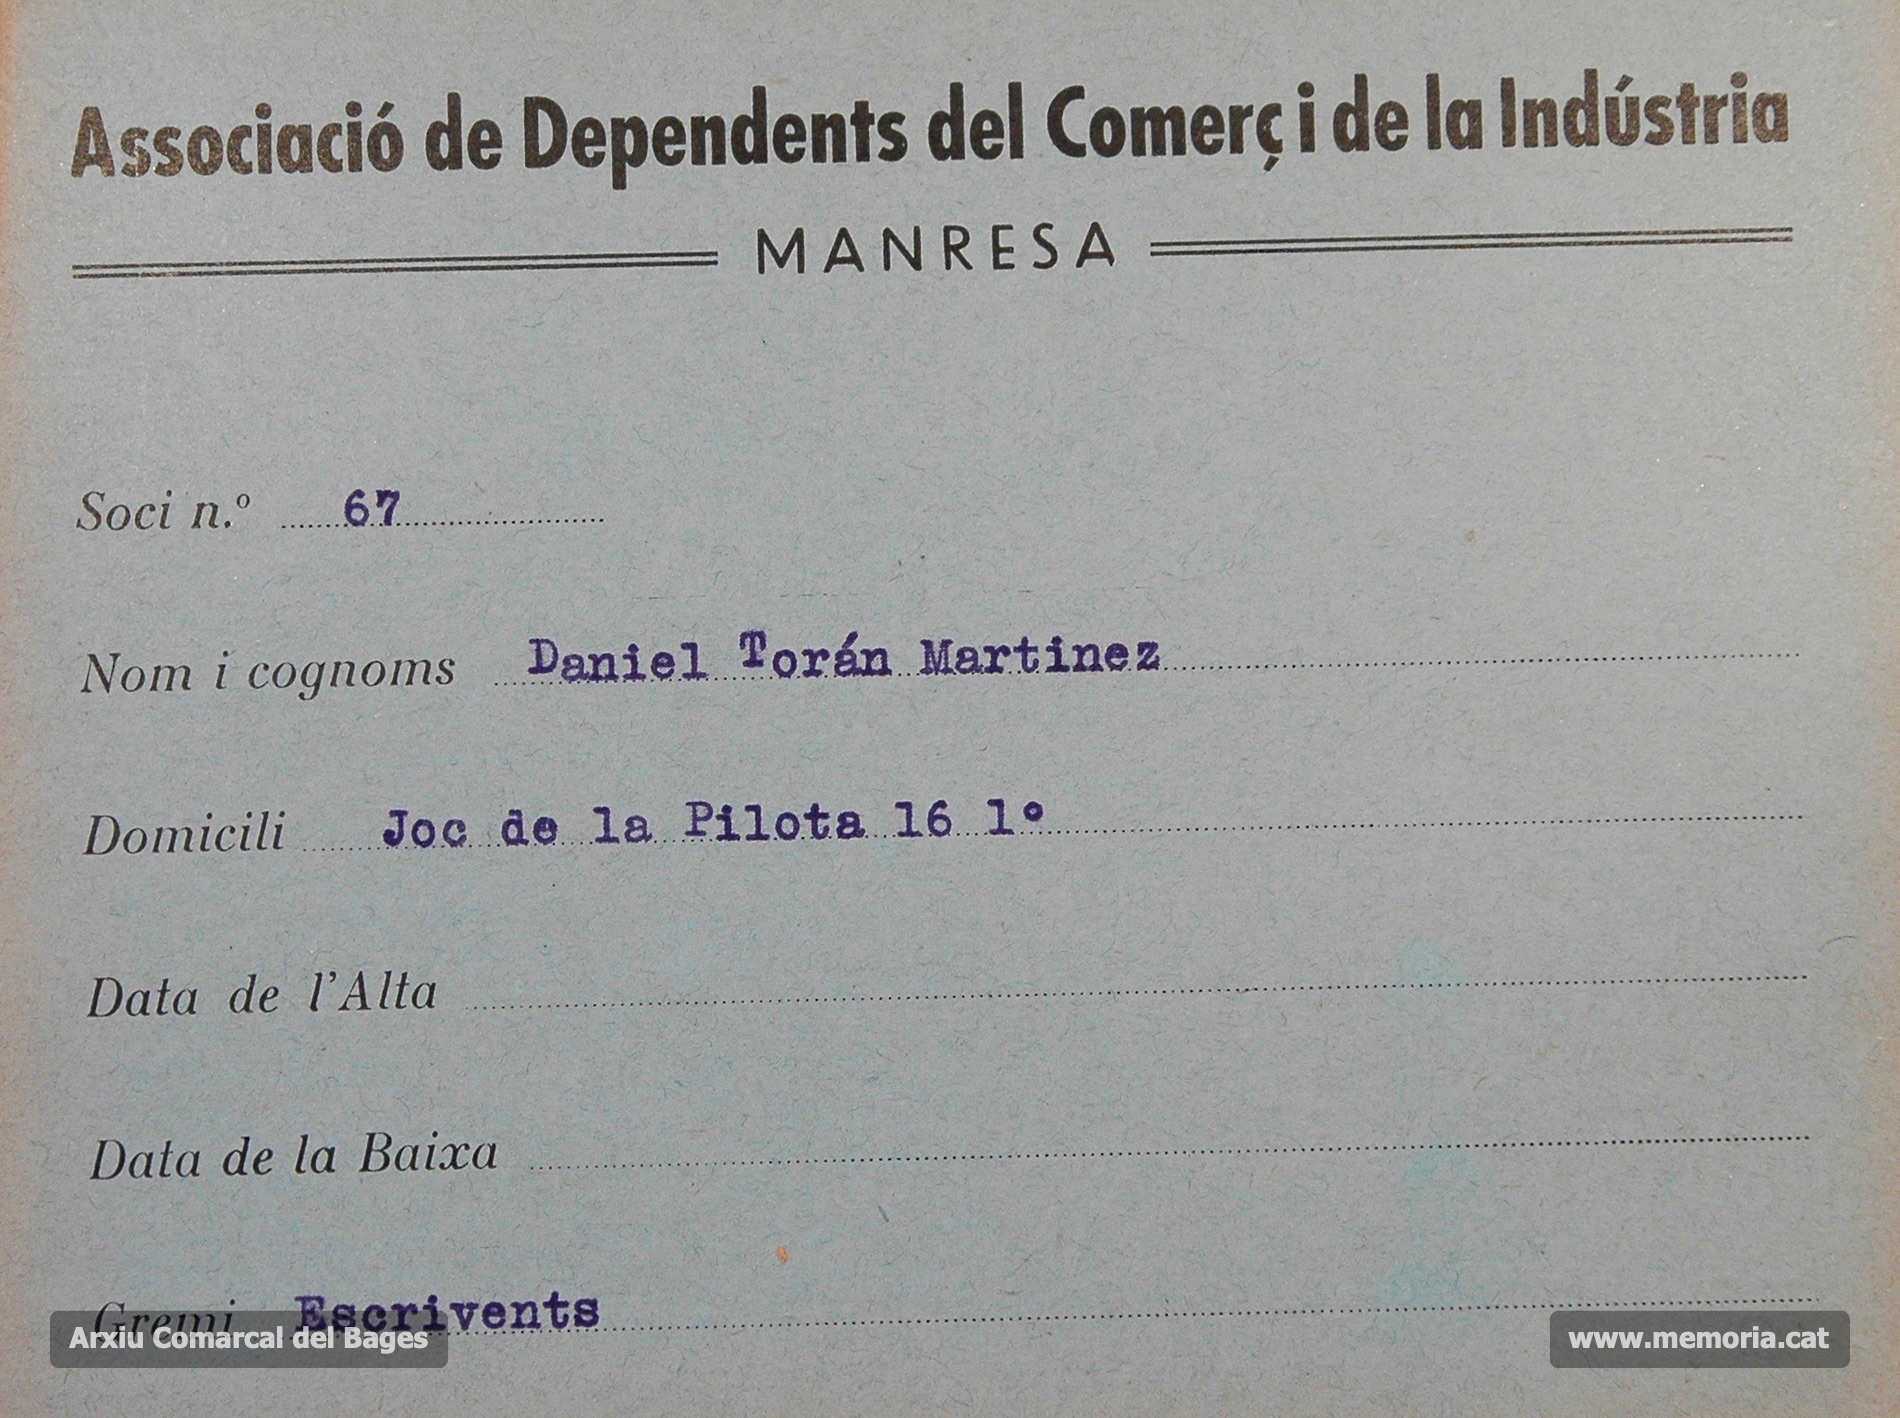 Associació de Dependents del Comerç i de la Indústria
MANRESA
Soci n.º 67
Nom i cognoms Daniel Torán Martinez
Domicili Joc de la Pilota 16 1º
Data de l'Alta
Data de la Baixa
Gremi Escrivents
Arxiu Comarcal del Bages
www.memoria.cat